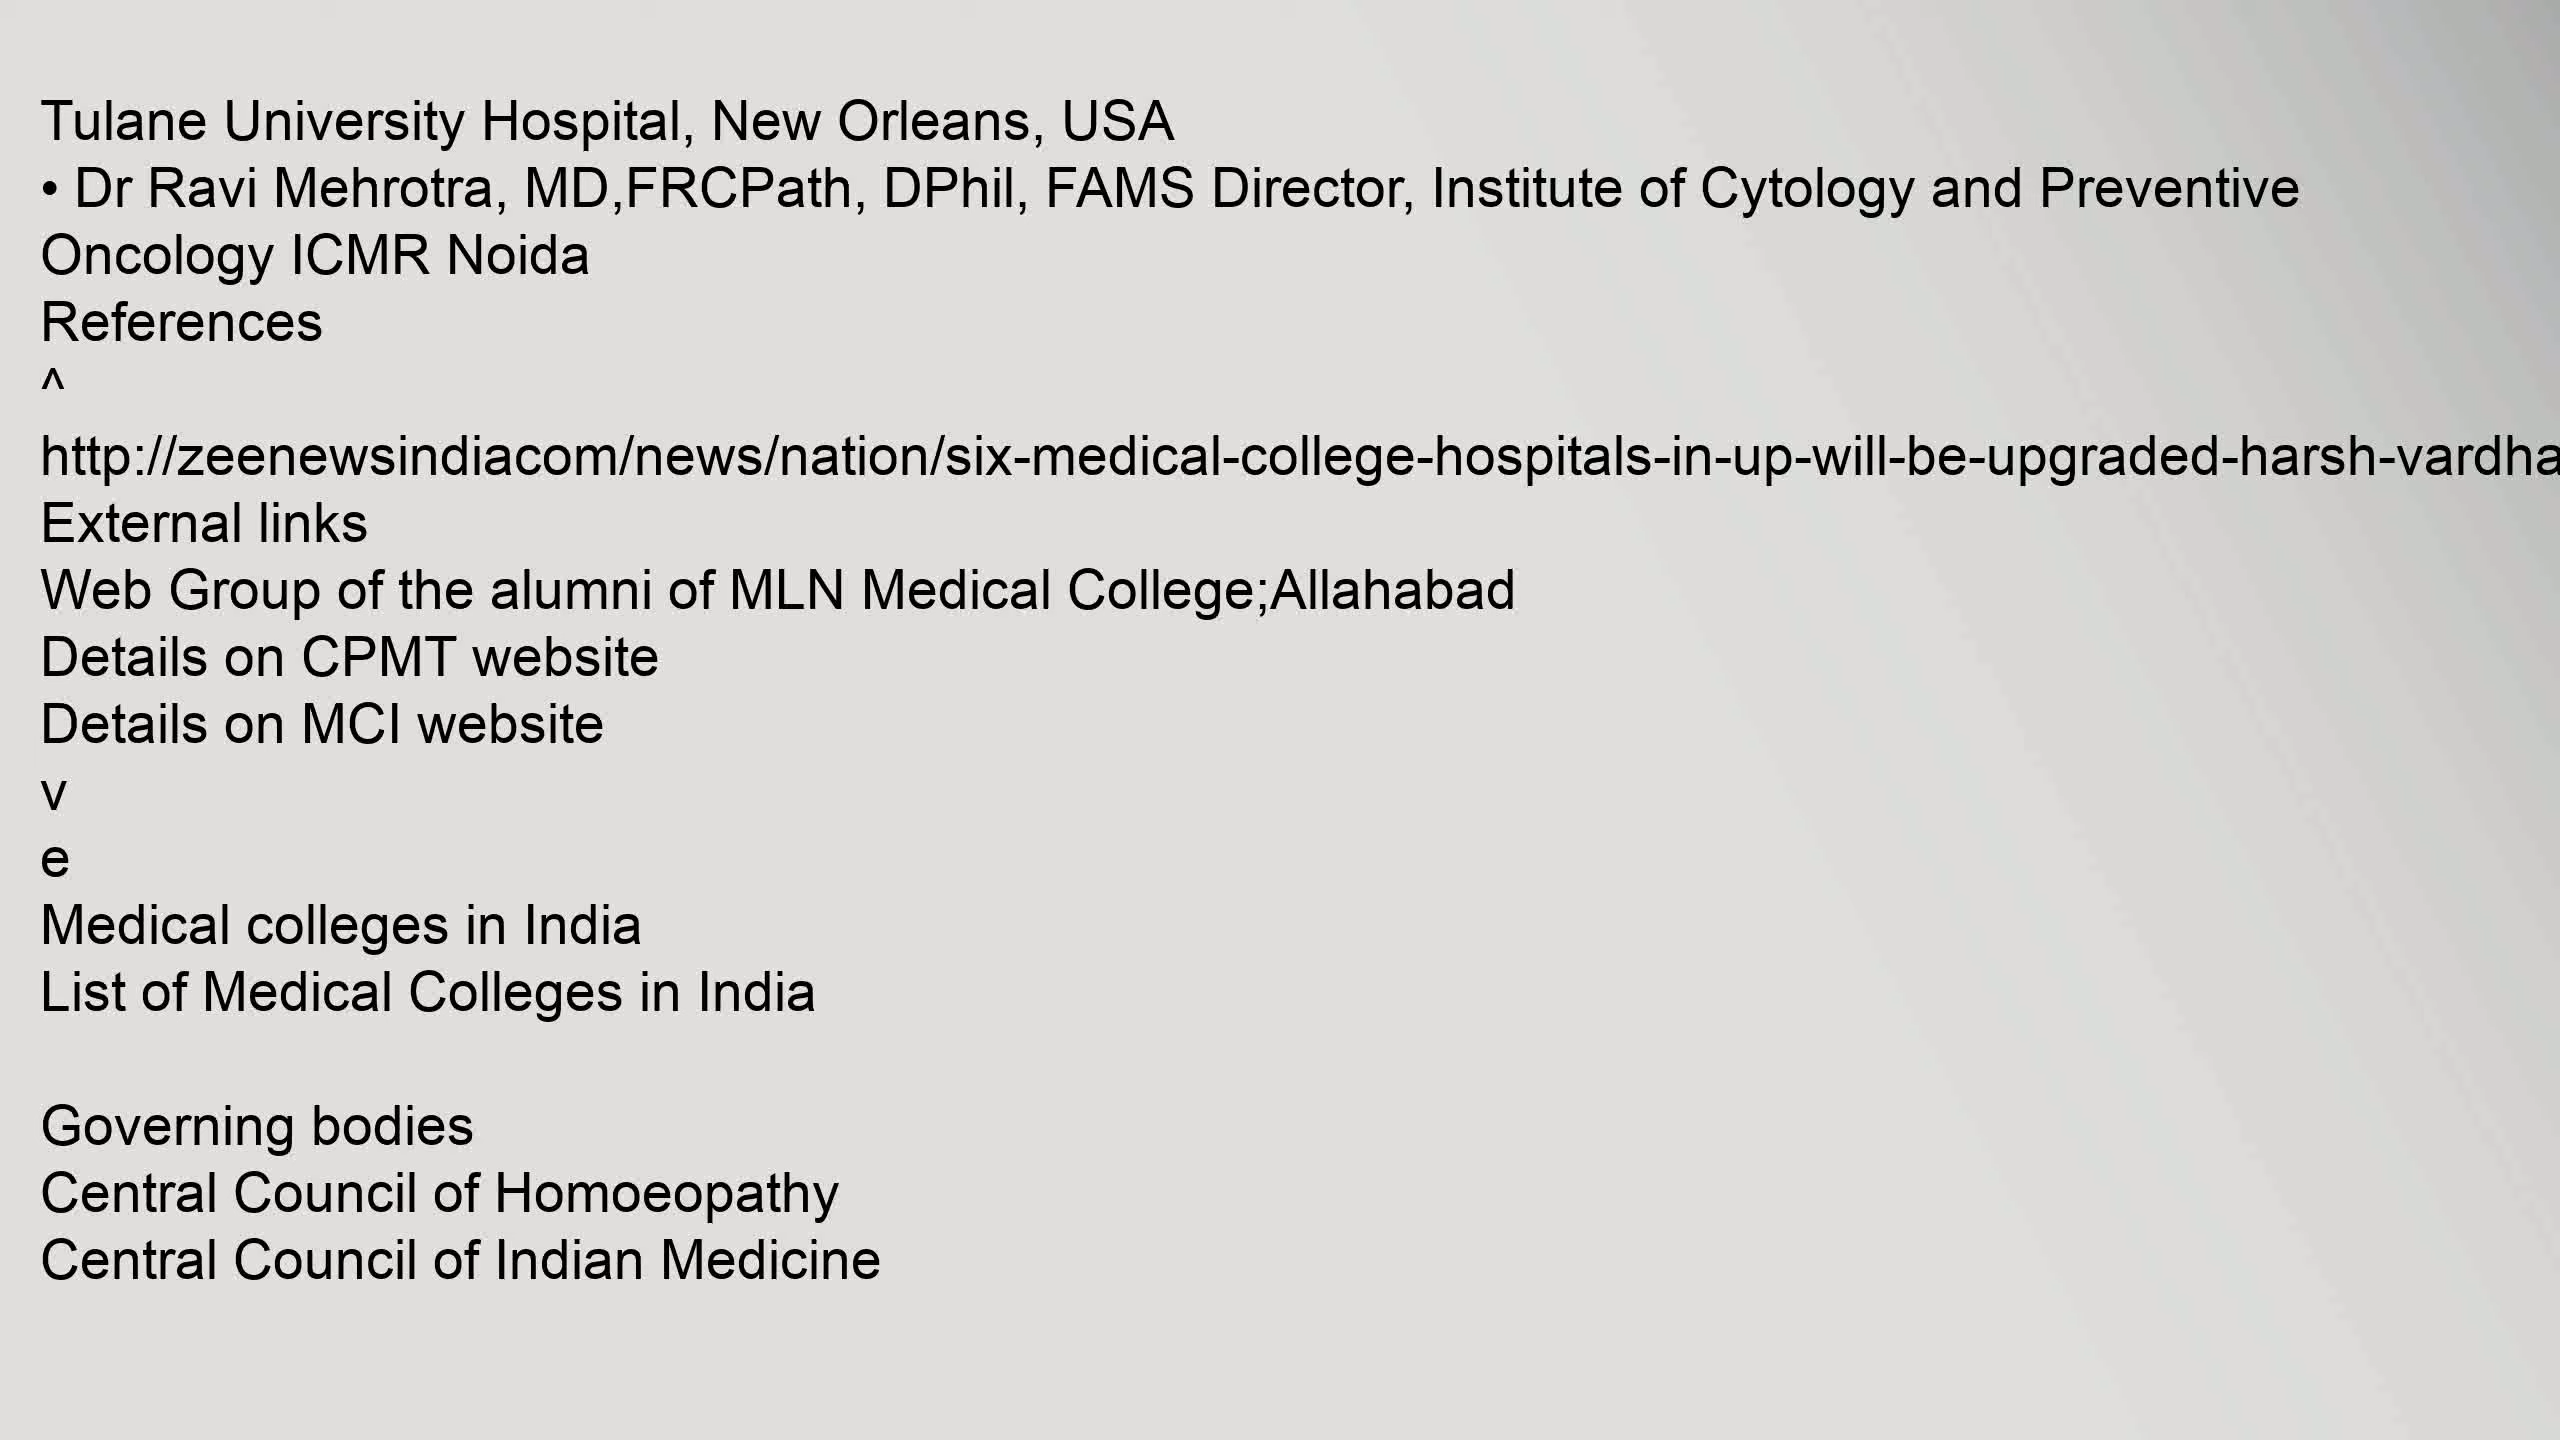 Tulane University Hospital, New Orleans, USA
• Dr Ravi Mehrotra, MD,FRCPath, DPhil, FAMS Director, Institute of Cytology and Preventive
Oncology ICMR Noida
References
^
http://zeenewsindiacom/news/nation/six-medical-college-hospitals-in-up-will-be-upgraded-harsh-vardha
External links
Web Group of the alumni of MLN Medical College;Allahabad
Details on CPMT website
Details on MCI website
v
e
Medical colleges in India
List of Medical Colleges in India
Governing bodies
Central Council of Homoeopathy
Central Council of Indian Medicine